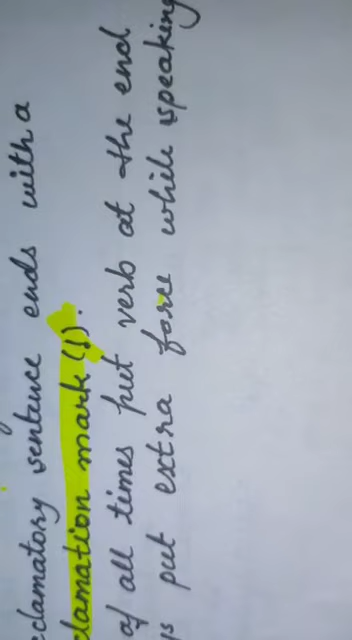 clamatory sentence ends with a
clamation mark (!).
of all times put verb at the end
is put extra force while speaking